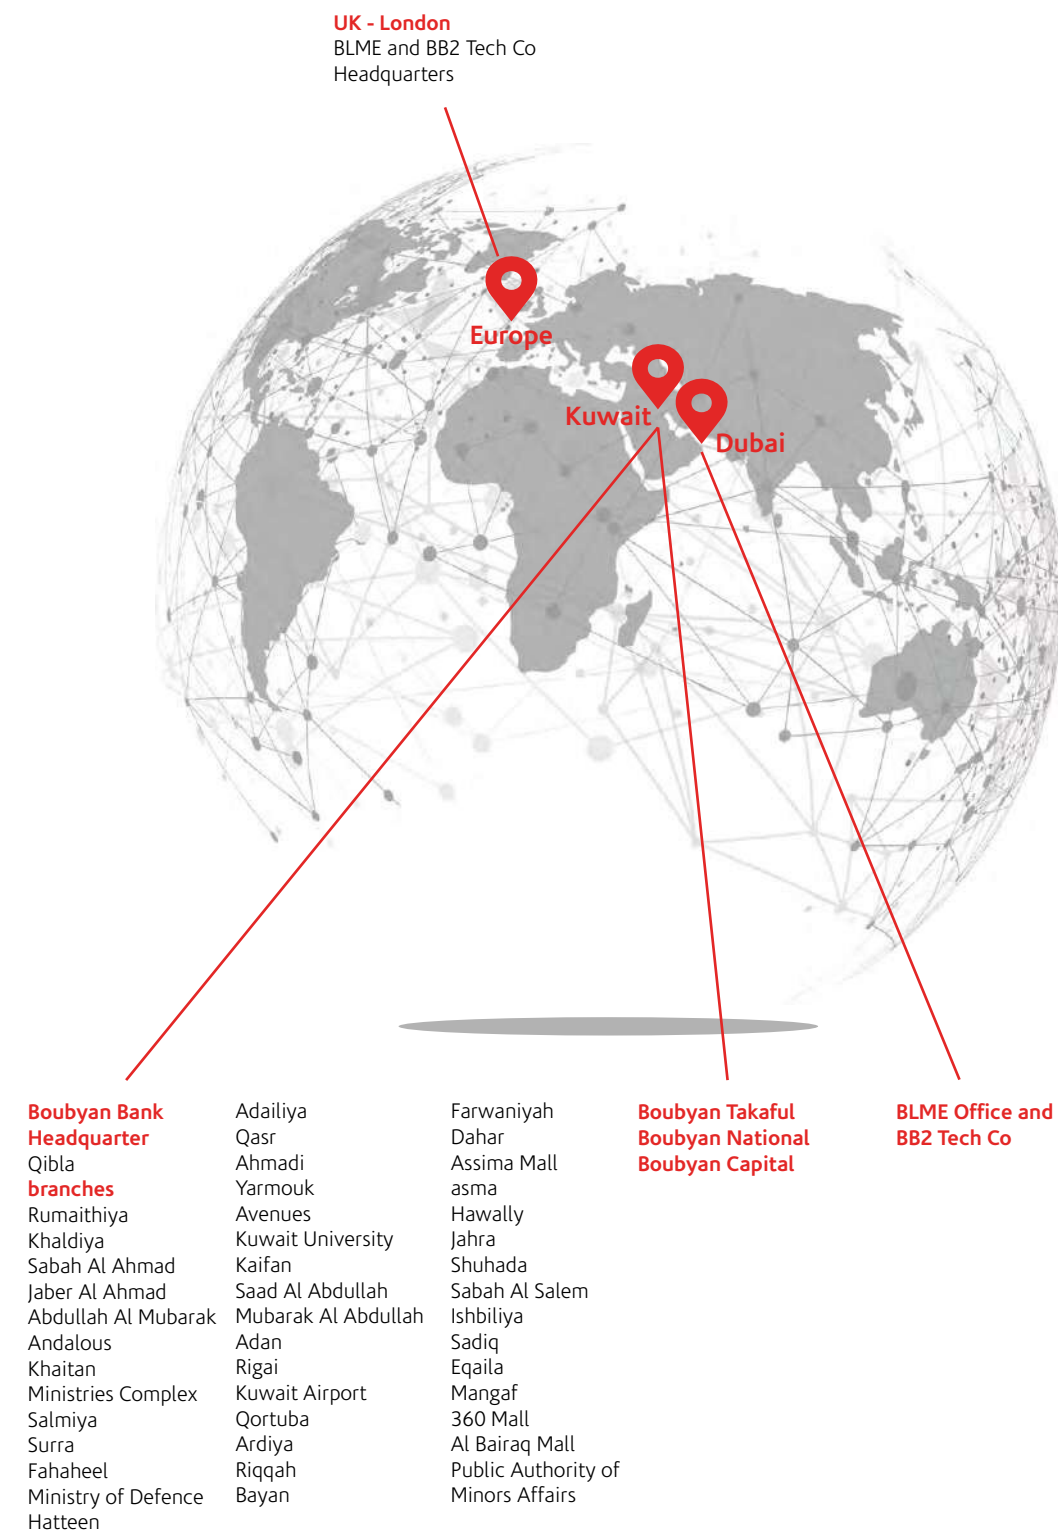 UK - London
BLME and BB2 Tech Co
Headquarters
Europe
Kuwait
Dubai
Boubyan Bank
Headquarter
Qibla
branches
Rumaithiya
Khaldiya
Sabah Al Ahmad
Jaber Al Ahmad
Abdullah Al Mubarak
Andalous
Khaitan
Ministries Complex
Salmiya
Surra
Fahaheel
Ministry of Defence
Hatteen
Adailiya
Qasr
Ahmadi
Yarmouk
Avenues
Kuwait University
Kaifan
Saad Al Abdullah
Mubarak Al Abdullah
Adan
Rigai
Kuwait Airport
Qortuba
Ardiya
Riqqah
Bayan
Farwaniyah
Dahar
Assima Mall
asma
Hawally
Jahra
Shuhada
Sabah Al Salem
Ishbiliya
Sadiq
Eqaila
Mangaf
360 Mall
Al Bairaq Mall
Public Authority of
Minors Affairs
Boubyan Takaful
Boubyan National
Boubyan Capital
BLME Office and
BB2 Tech Co